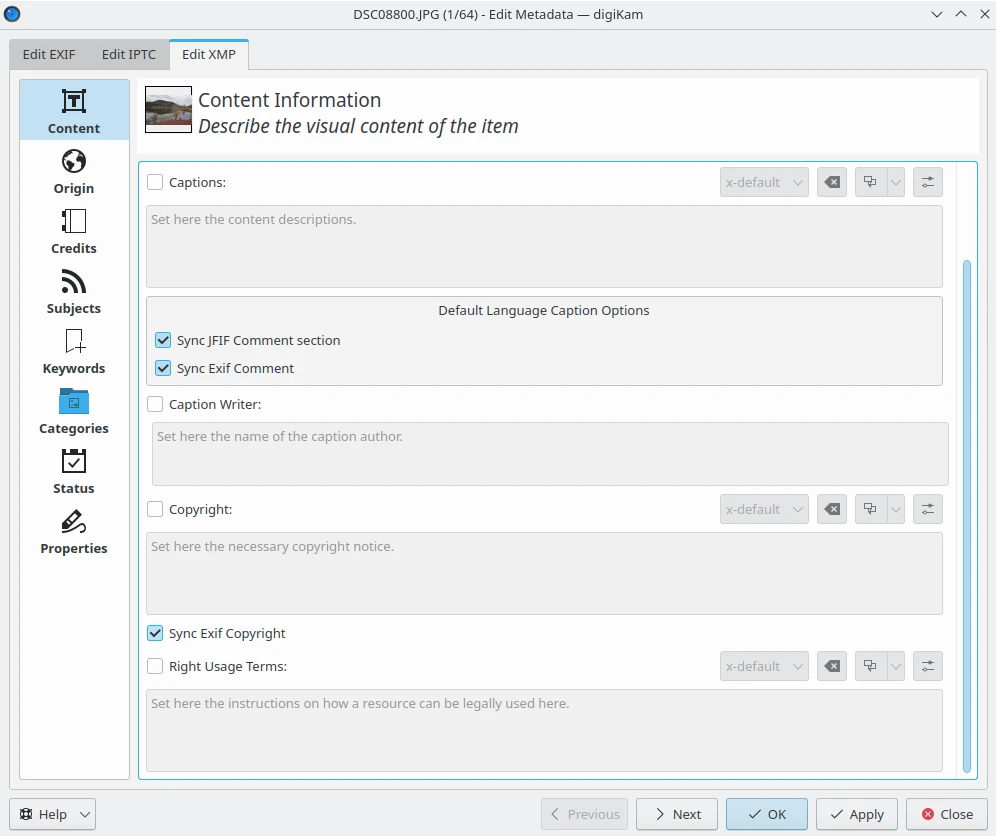 DSC08800.JPG (1/64) - Edit Metadata — digiKam
Edit EXIF Edit IPTC Edit XMP
Content
Origin
Credits
Subjects
Keywords
Categories
Status
Properties
Content Information
Describe the visual content of the item
Captions: x-default
Set here the content descriptions.
Default Language Caption Options
Sync JFIF Comment section
Sync Exif Comment
Caption Writer:
Set here the name of the caption author.
Copyright: x-default
Set here the necessary copyright notice.
Sync Exif Copyright
Right Usage Terms: x-default
Set here the instructions on how a resource can be legally used here.
Help Previous Next OK Apply Close